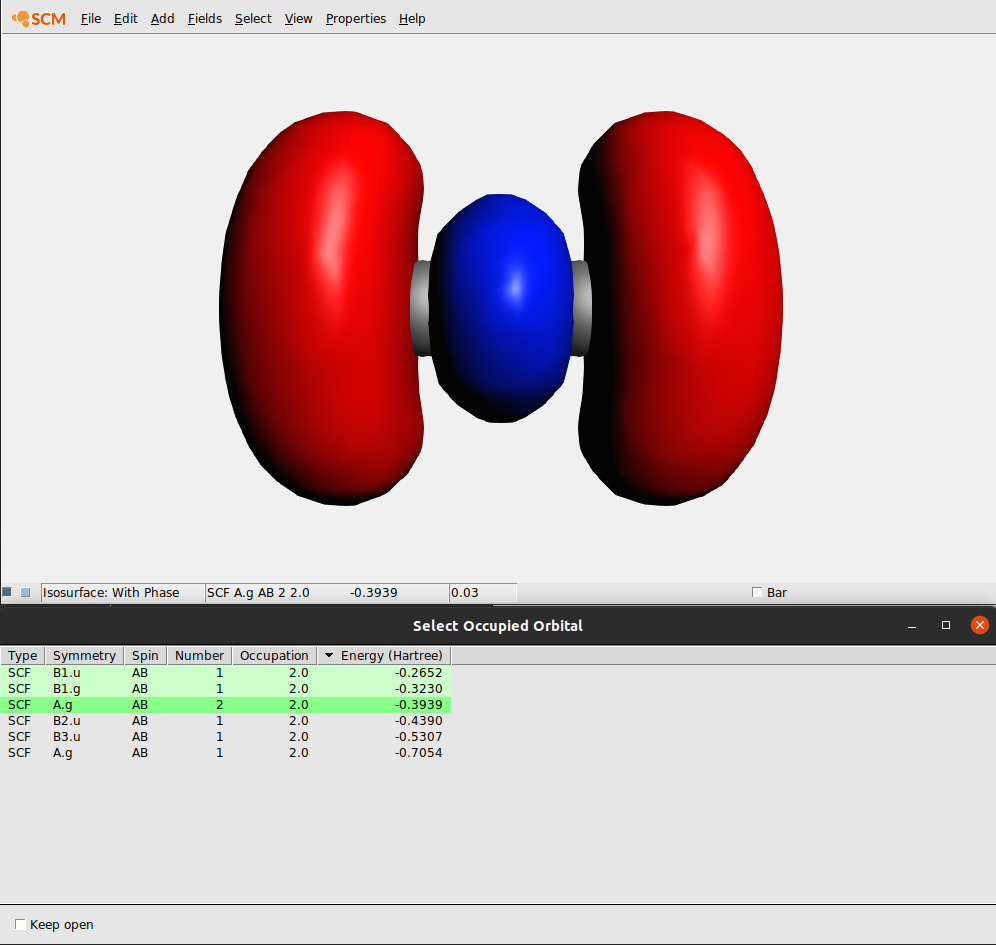 SCM File Edit Add Fields Select View Properties Help
Isosurface: With Phase SCF A.g AB 2 2.0 -0.3939 0.03 Bar
Select Occupied Orbital
Type Symmetry Spin Number Occupation Energy (Hartree)
SCF B1.u AB 1 2.0 -0.2652
SCF B1.g AB 1 2.0 -0.3230
SCF A.g AB 2 2.0 -0.3939
SCF B2.u AB 1 2.0 -0.4390
SCF B3.u AB 1 2.0 -0.5307
SCF A.g AB 1 2.0 -0.7054
Keep open